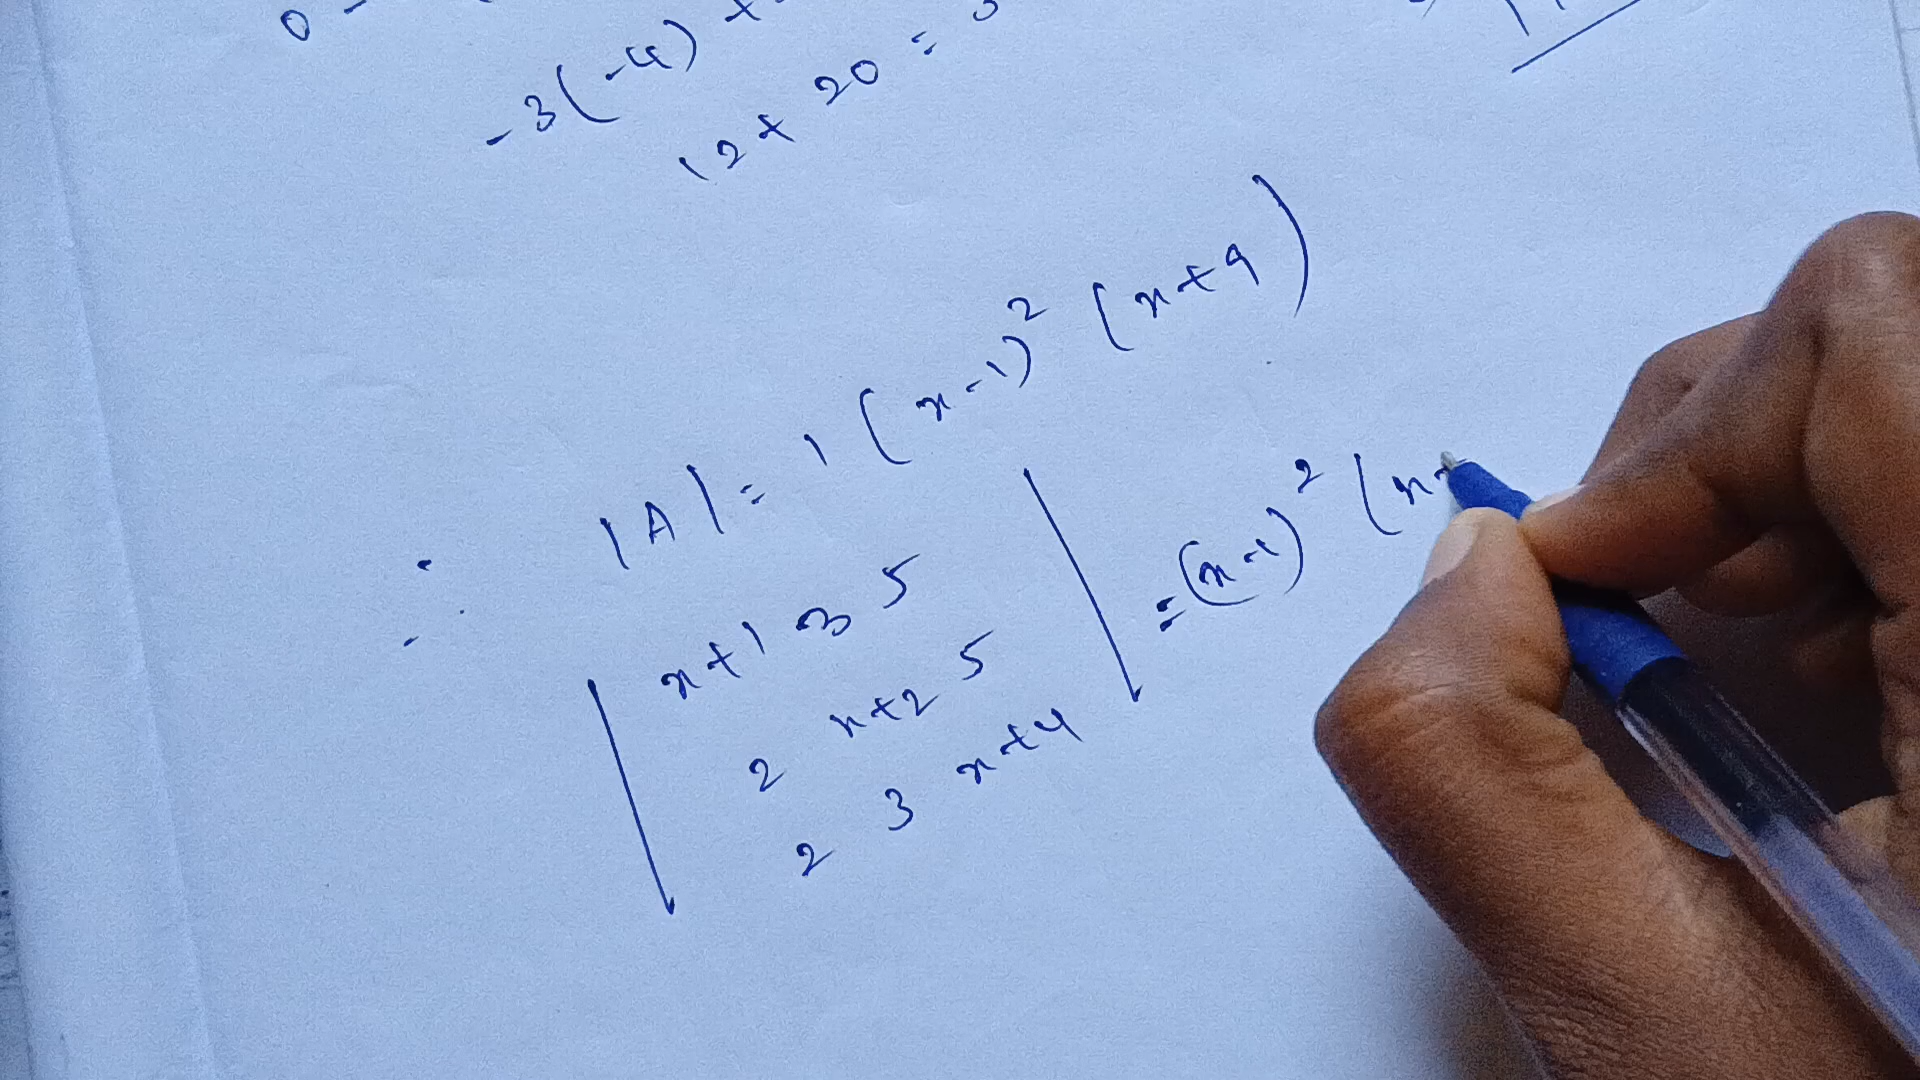 -3(-4)
12+20=
∴ |A|= 1(x-1)² (x+9)
| x+1 3 5 |
2 x+2 5 =(x-1)² (x
2 3 x+4